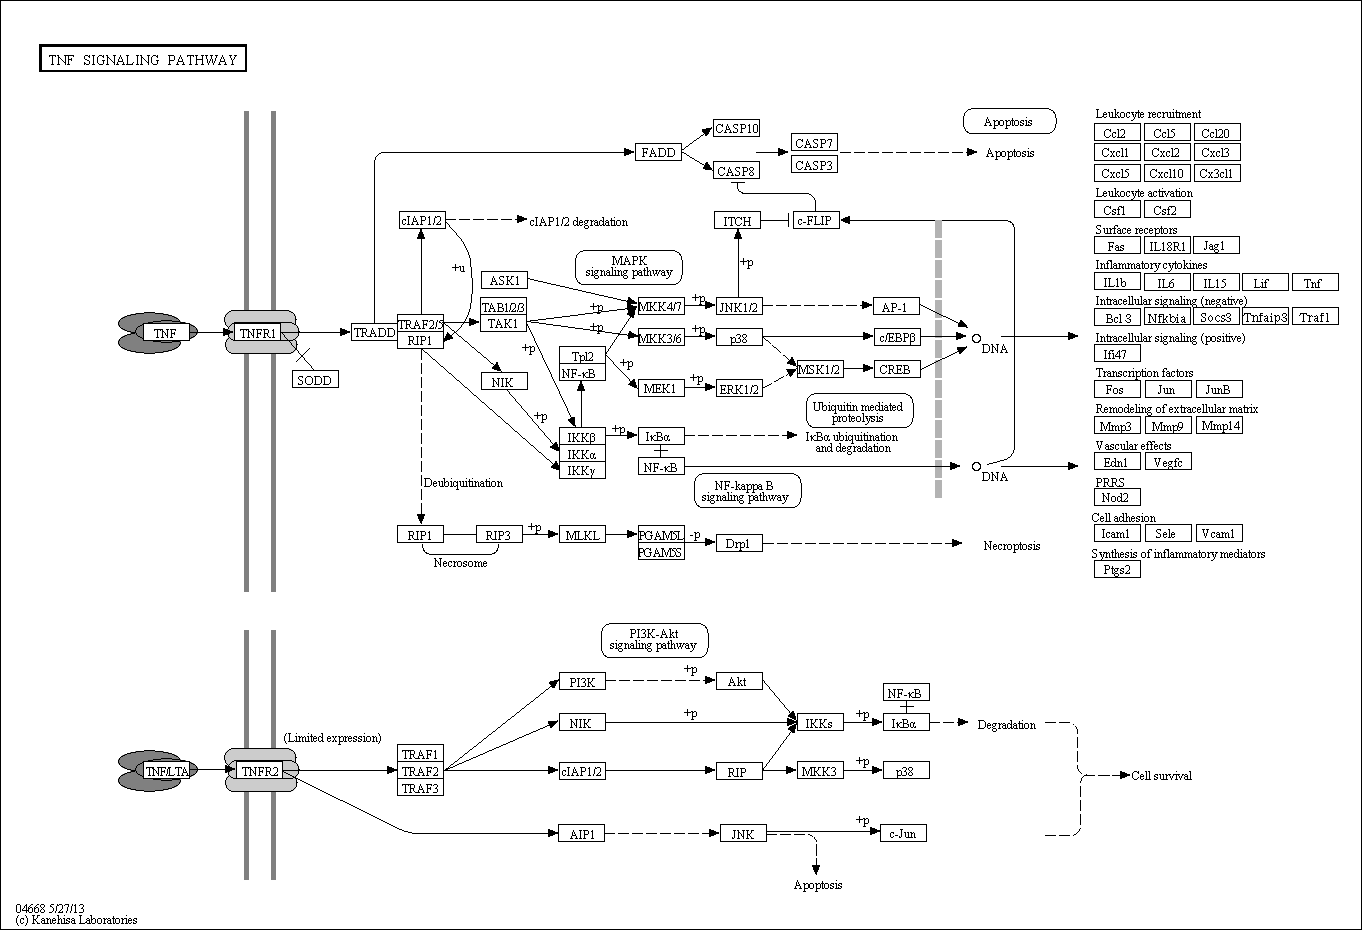 TNF SIGNALING PATHWAY
Leukocyte recruitment
Apoptosis
CASP10
Ccl2 Ccl5 Ccl20
CASP7
FADD
Apoptosis
Cxcl1 Cxcl2 Cxcl3
CASP3
CASP8
Cxcl5 Cxcl10 Cx3cl1
Leukocyte activation
Csf1 Csf2
cIAP1/2
cIAP1/2 degradation
ITCH
c-FLIP
Surface receptors
Fas IL18R1 Jag1
MAPK
signaling pathway
+u
+p
Inflammatory cytokines
ASK1
IL1b IL6 IL15 Lif Tnf
Intracellular signaling (negative)
TAB1/2/3
+p
MKK4/7
+p
JNK1/2
AP-1
Bcl3 Nfkbia Socs3 Tnfaip3 Traf1
TRAF2/5
TAK1
+p
TNF
TNFR1
TRADD
RIP1
MKK3/6
+p
p38
c/EBPβ
DNA
Intracellular signaling (positive)
Ifi47
+p
Tpl2
NF-κB
+p
MSK1/2
CREB
SODD
NIK
MEK1
+p
ERK1/2
Transcription factors
Fos Jun JunB
+p
Ubiquitin mediated
proteolysis
Remodeling of extracellular matrix
Mmp3 Mmp9 Mmp14
IKKβ
+p
IκBα
IκBα ubiquitination
and degradation
IKKα
Vascular effects
IKKγ
NF-κB
DNA
Edn1 Vegfc
Deubiquitination
NF-kappa B
signaling pathway
PRRS
Nod2
Cell adhesion
RIP1
RIP3
+p
MLKL
PGAM5L
-p
Drp1
Icam1 Sele Vcam1
PGAM5S
Necroptosis
Necrosome
Synthesis of inflammatory mediators
Ptgs2
PI3K-Akt
signaling pathway
PI3K
+p
Akt
NF-κB
NIK
+p
IKKs
+p
IκBα
Degradation
(Limited expression)
TRAF1
TNF/LTA
TNFR2
TRAF2
cIAP1/2
RIP
MKK3
+p
p38
Cell survival
TRAF3
AIP1
JNK
+p
c-Jun
Apoptosis
04668 5/27/13
(c) Kanehisa Laboratories